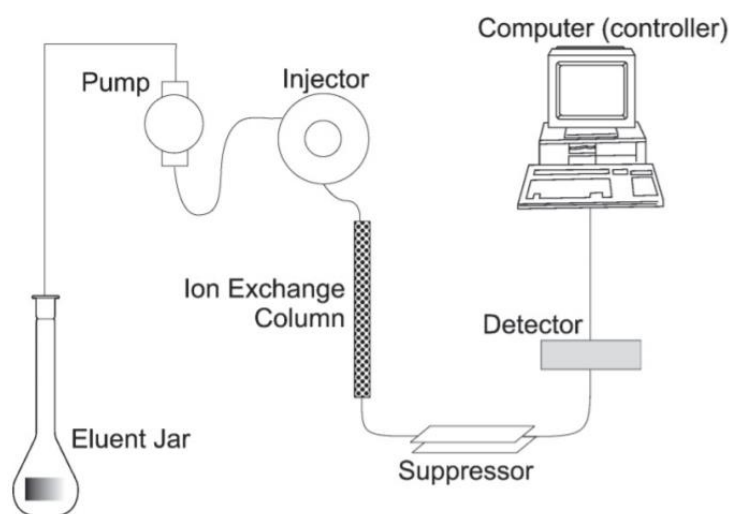 Computer (controller)
Pump
Injector
Ion Exchange
Column
Detector
Eluent Jar
Suppressor